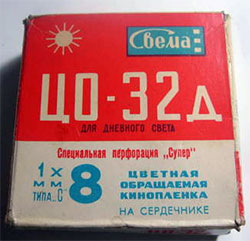 Свема
ЦО-32д
ДЛЯ ДНЕВНОГО СВЕТА
Специальная перфорация „Супер"
1 х 8
мм
ТИПА„С
ЦВЕТНАЯ
ОБРАЩАЕМАЯ
КИНОПЛЕНКА
НА СЕРДЕЧНИКЕ